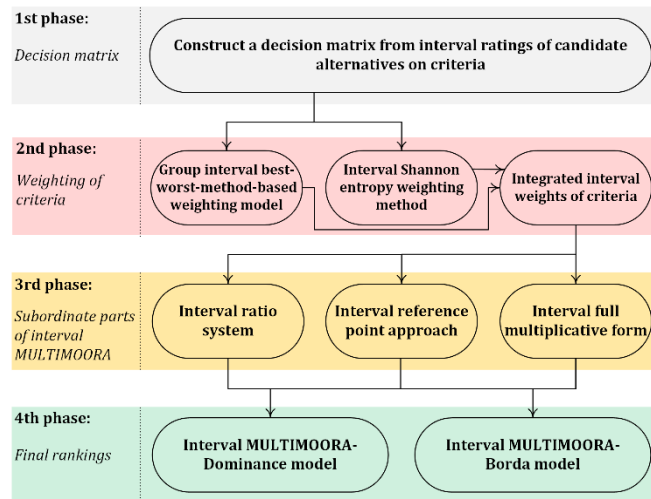 1st phase:
Decision matrix
Construct a decision matrix from interval ratings of candidate
alternatives on criteria
2nd phase:
Weighting of
criteria
Group interval best-
worst-method-based
weighting model
Interval Shannon
entropy weighting
method
Integrated interval
weights of criteria
3rd phase:
Subordinate parts
of interval
MULTIMOORA
Interval ratio
system
Interval reference
point approach
Interval full
multiplicative form
4th phase:
Final rankings
Interval MULTIMOORA-
Dominance model
Interval MULTIMOORA-
Borda model